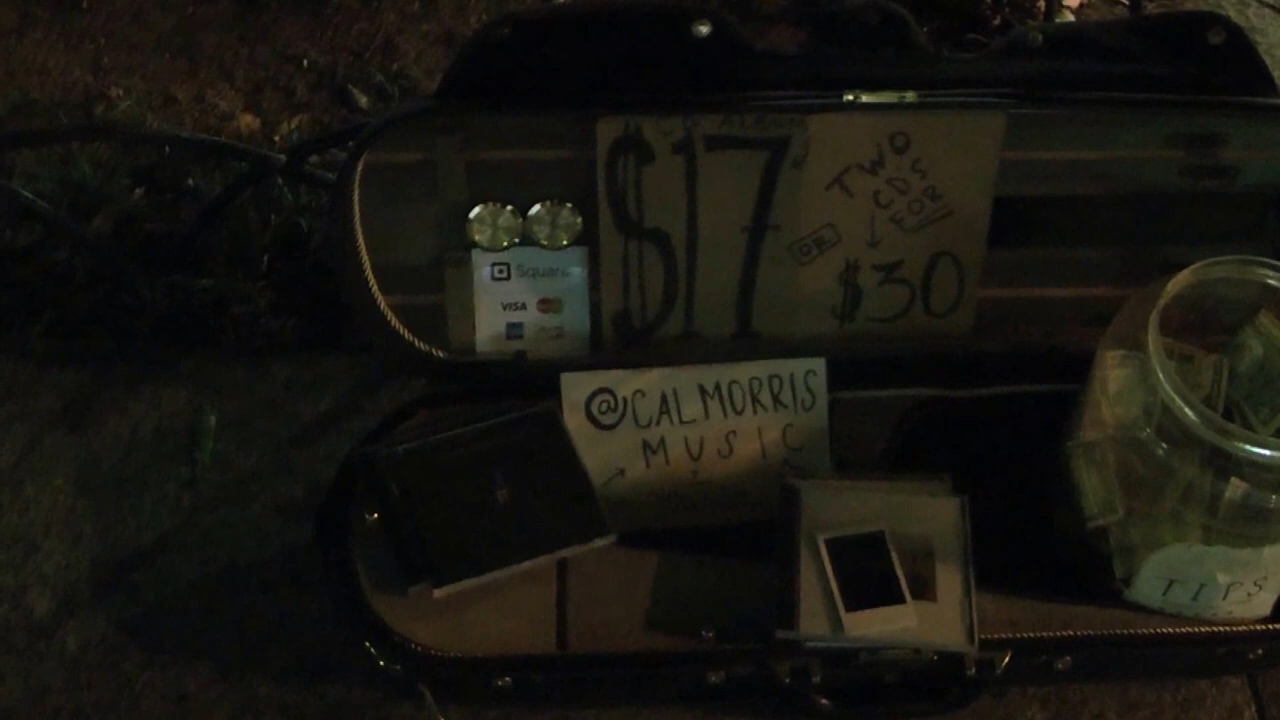 $17
TWO
CDS
FOR
OR
$30
Square
VISA
@CALMORRIS
MUSIC
TIPS